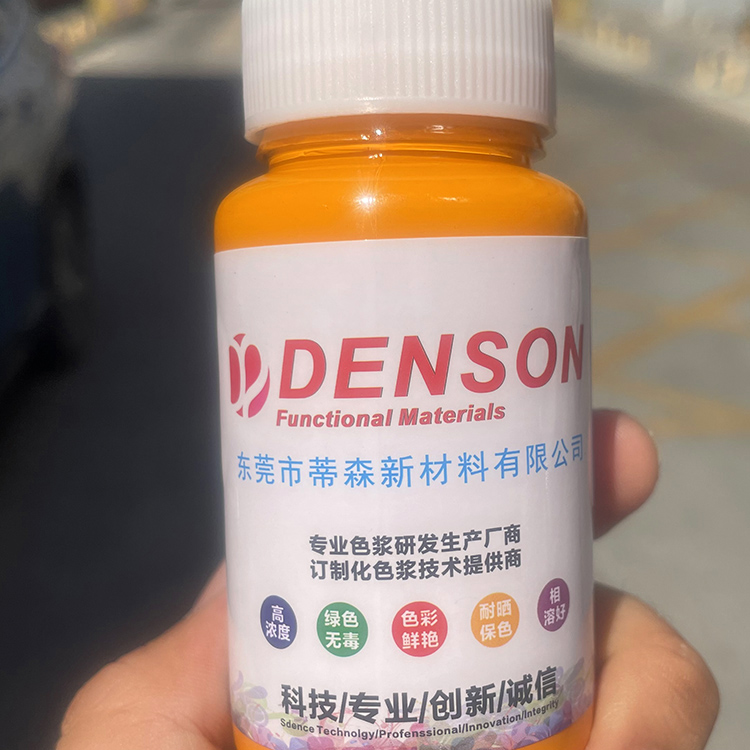 DENSON
Functional Materials
东莞市蒂森新材料有限公司
专业色浆研发生产厂商
订制化色浆技术提供商
高浓度
绿色无毒
色彩鲜艳
耐晒保色
相溶好
科技/专业/创新/诚信
Sdence Technolgy/Profenssional/Innovation/Integrity